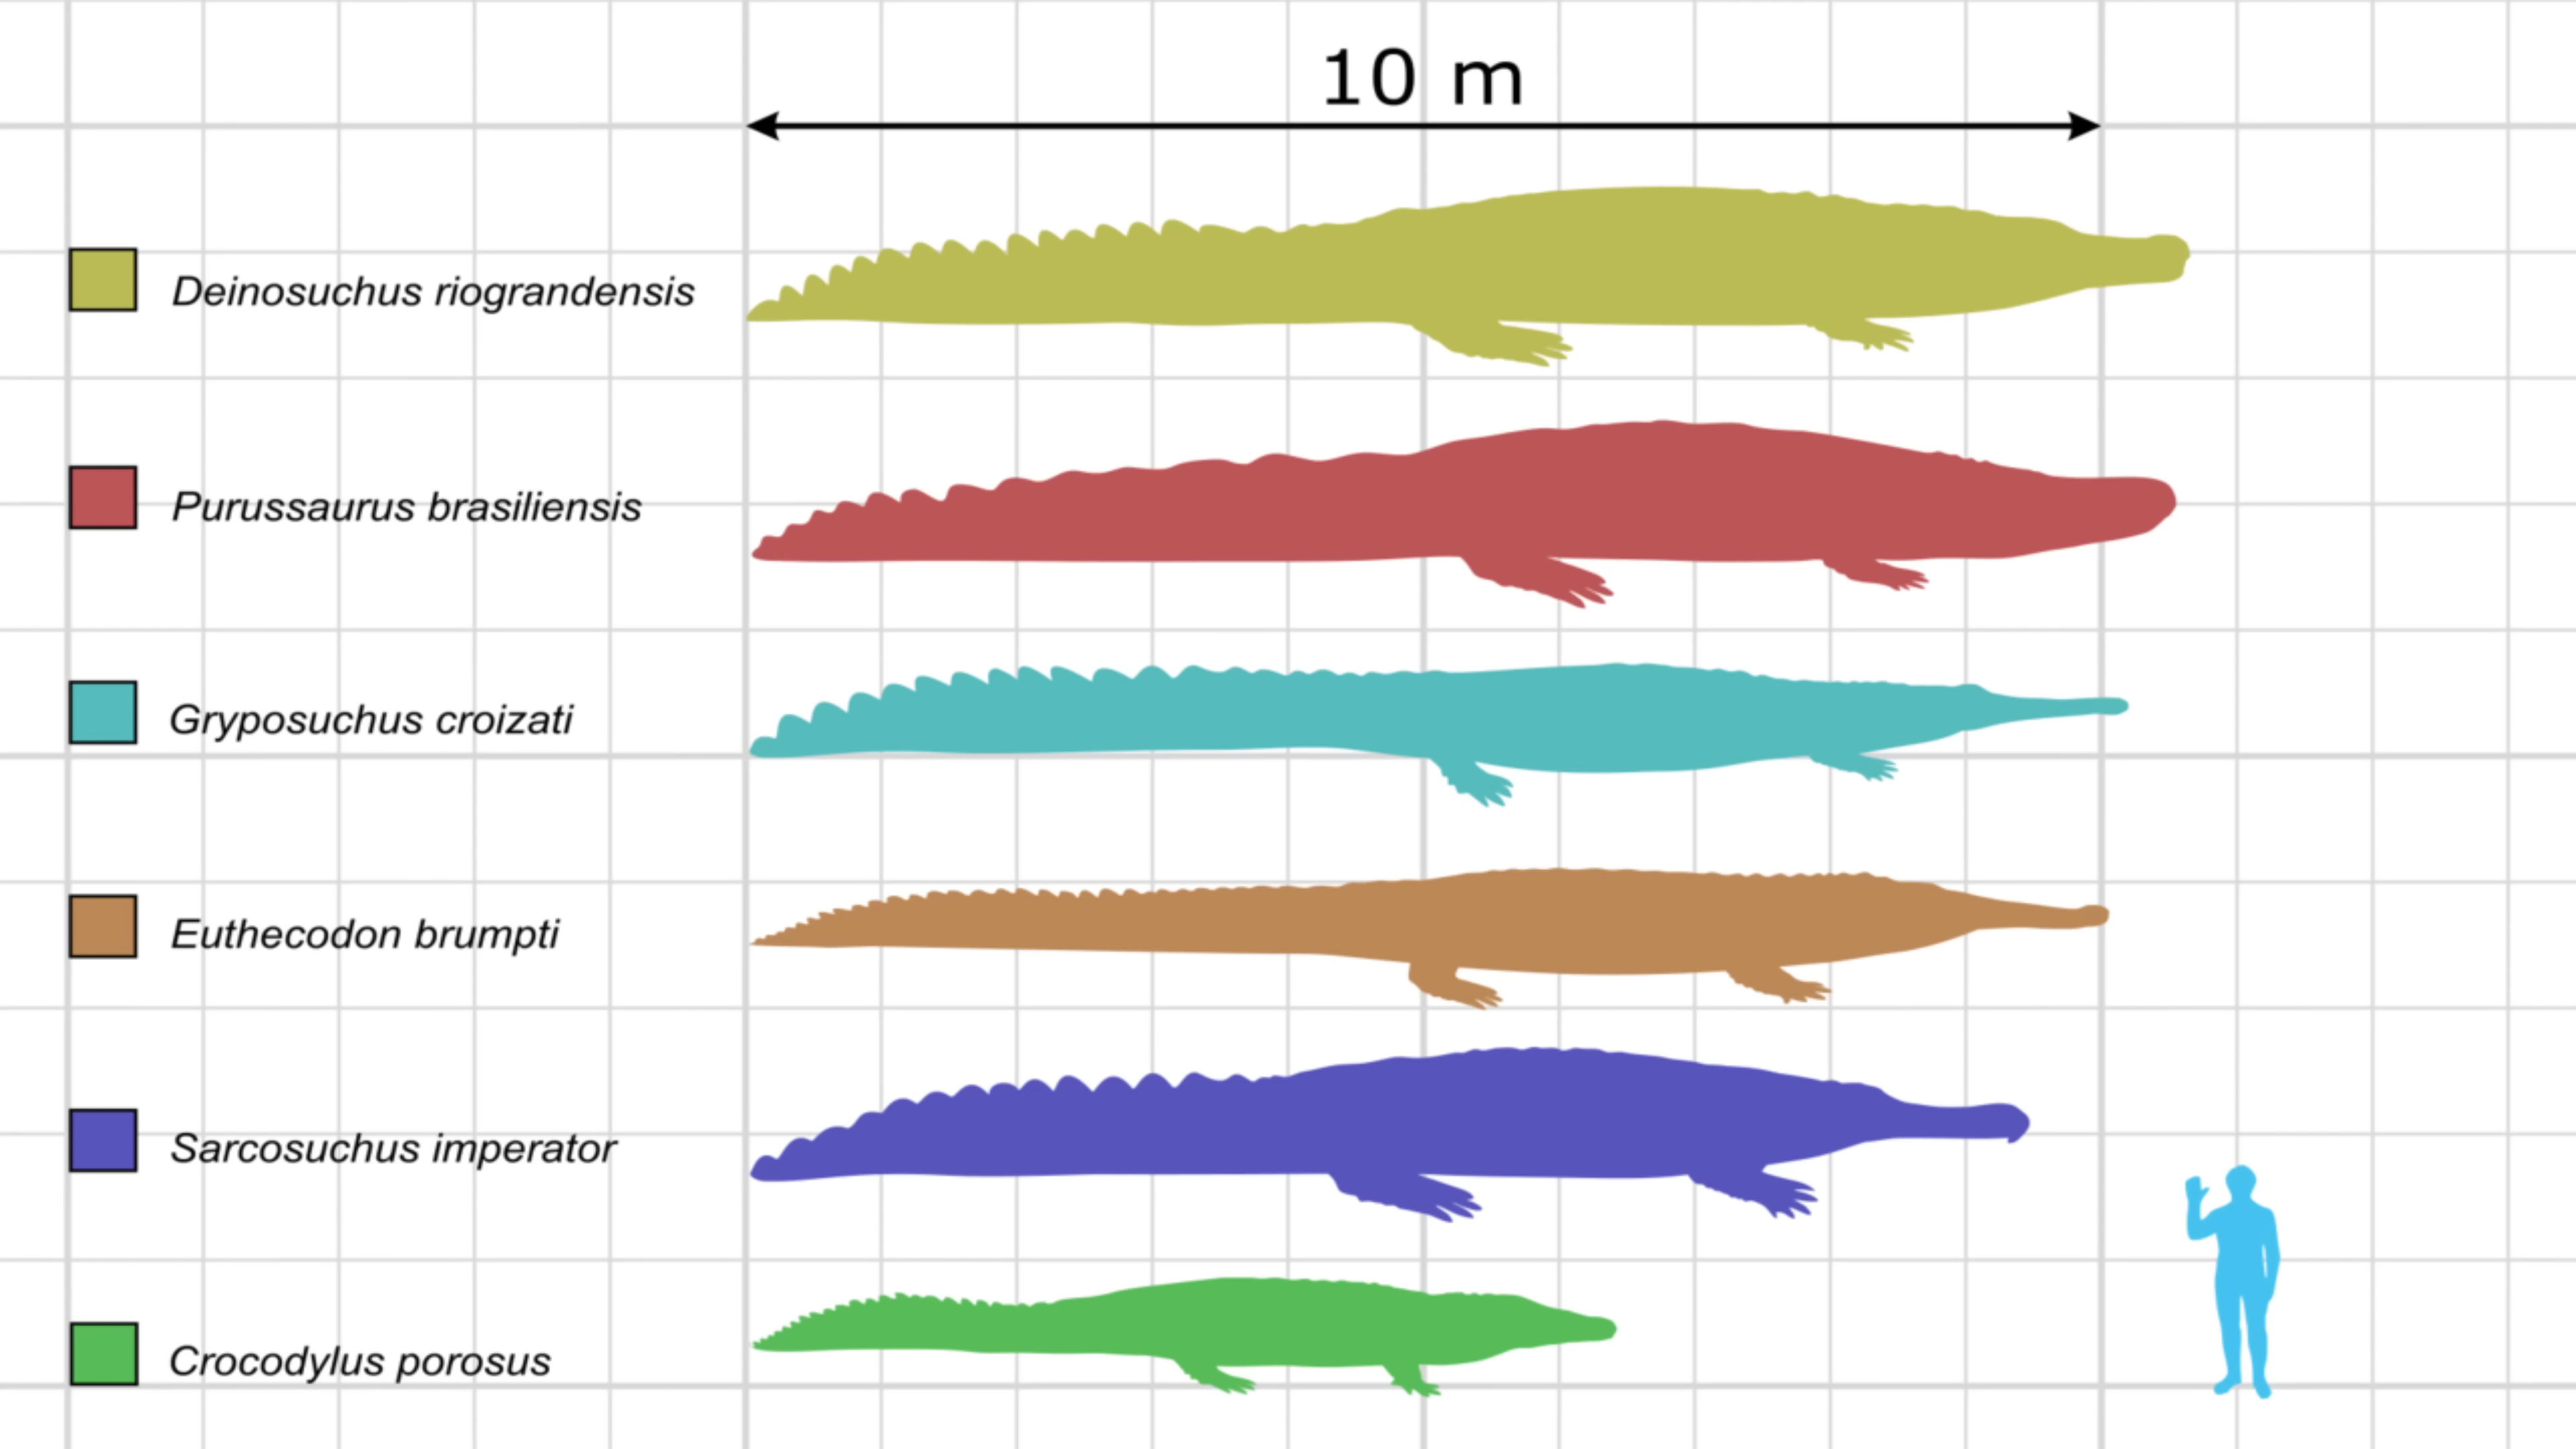 10 m
Deinosuchus riograndensis
Purussaurus brasiliensis
Gryposuchus croizati
Euthecodon brumpti
Sarcosuchus imperator
Crocodylus porosus